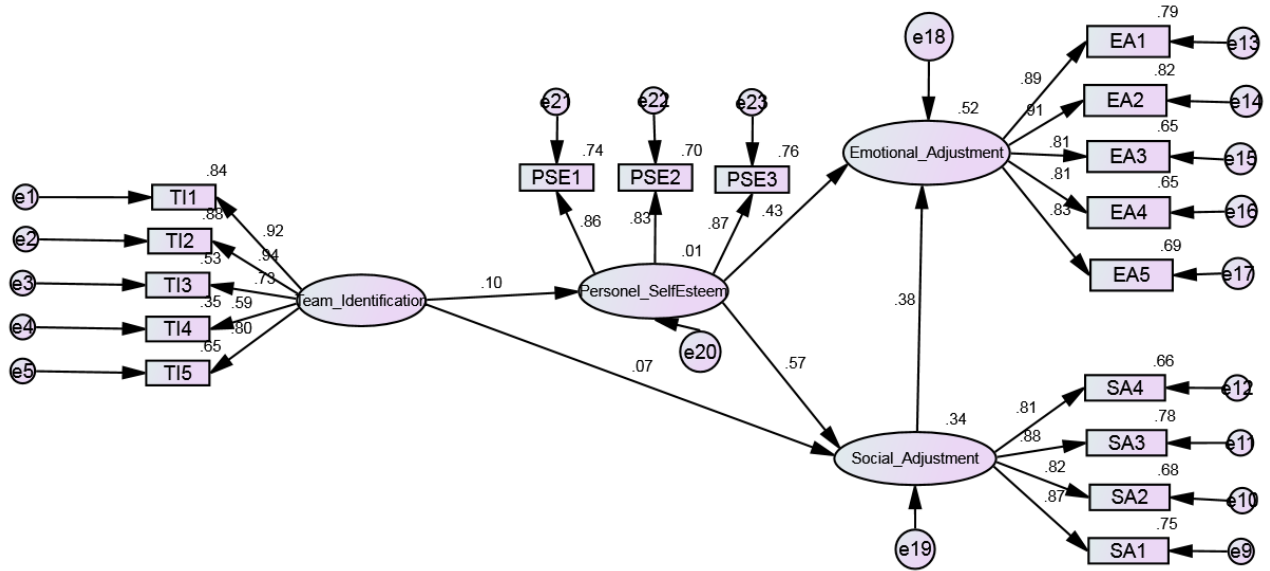 .79
e18
EA1
e13
.89
.82
e21
e22
e23
.52
.91
EA2
e14
.65
.74
.70
.76
Emotional_Adjustment
.81
EA3
e15
.84
PSE1
PSE2
PSE3
.81
.65
e1
TI1
.43
.83
EA4
e16
.88
.86
.83
.87
.92
e2
TI2
.01
.69
.53
.94
EA5
e17
e3
TI3
.73
Team_Identification
.10
Personel_SelfEsteem
.38
.35
.59
e4
TI4
.80
e20
.65
.57
.66
e5
TI5
.07
SA4
e12
.81
.34
.78
.88
SA3
e11
Social_Adjustment
.82
.68
.87
SA2
e10
.75
e19
SA1
e9